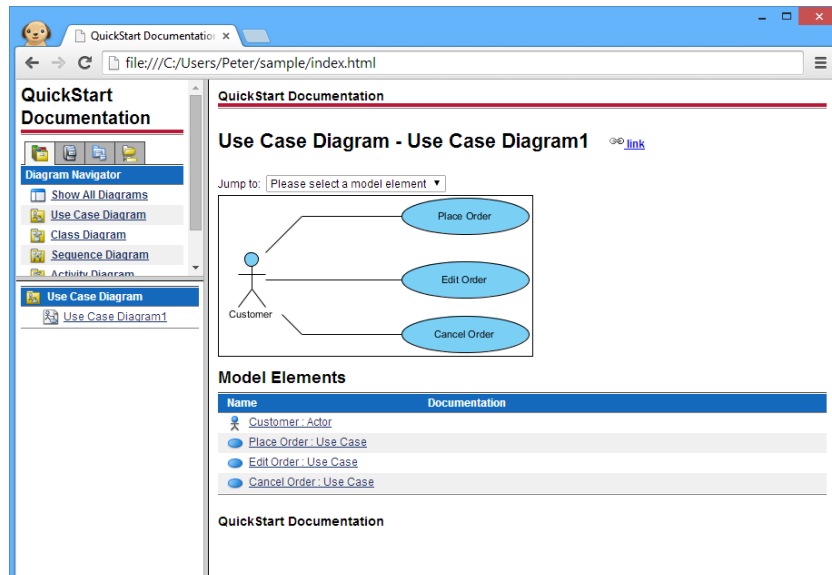 QuickStart Documentation
file:///C:/Users/Peter/sample/index.html
QuickStart
Documentation
Diagram Navigator
Show All Diagrams
Use Case Diagram
Class Diagram
Sequence Diagram
Activity Diagram
Use Case Diagram
Use Case Diagram1
QuickStart Documentation
Use Case Diagram - Use Case Diagram1 link
Jump to: Please select a model element
Place Order
Edit Order
Customer
Cancel Order
Model Elements
Name Documentation
Customer : Actor
Place Order : Use Case
Edit Order : Use Case
Cancel Order : Use Case
QuickStart Documentation